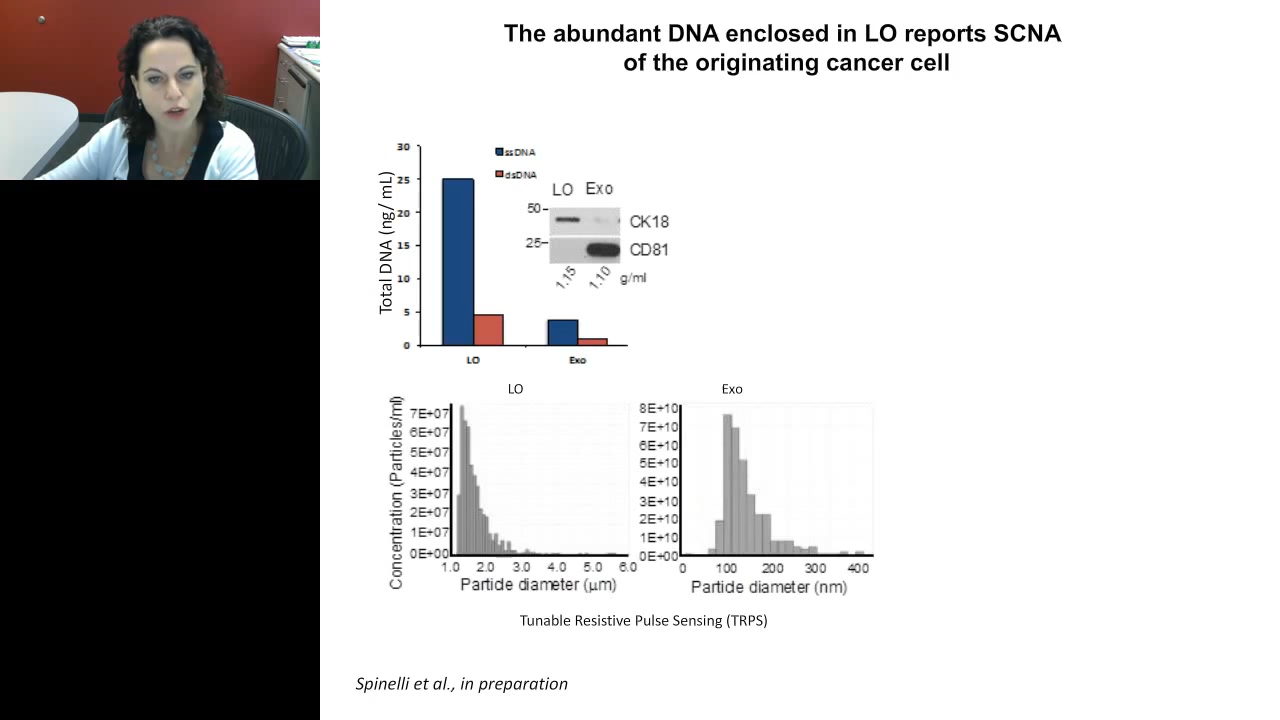 The abundant DNA enclosed in LO reports SCNA
of the originating cancer cell
Total DNA (ng/ mL)
30
25
20
15
10
5
0
ssDNA
dsDNA
LO
Exo
LO Exo
50
CK18
25
CD81
1.15 1.10 g/ml
LO
Concentration (Particles/ml)
7E+07
6E+07
5E+07
4E+07
3E+07
2E+07
1E+07
0E+00
1.0 2.0 3.0 4.0 5.0 6.0
Particle diameter (μm)
Exo
8E+10
7E+10
6E+10
5E+10
4E+10
3E+10
2E+10
1E+10
0E+00
0 100 200 300 400
Particle diameter (nm)
Tunable Resistive Pulse Sensing (TRPS)
Spinelli et al., in preparation